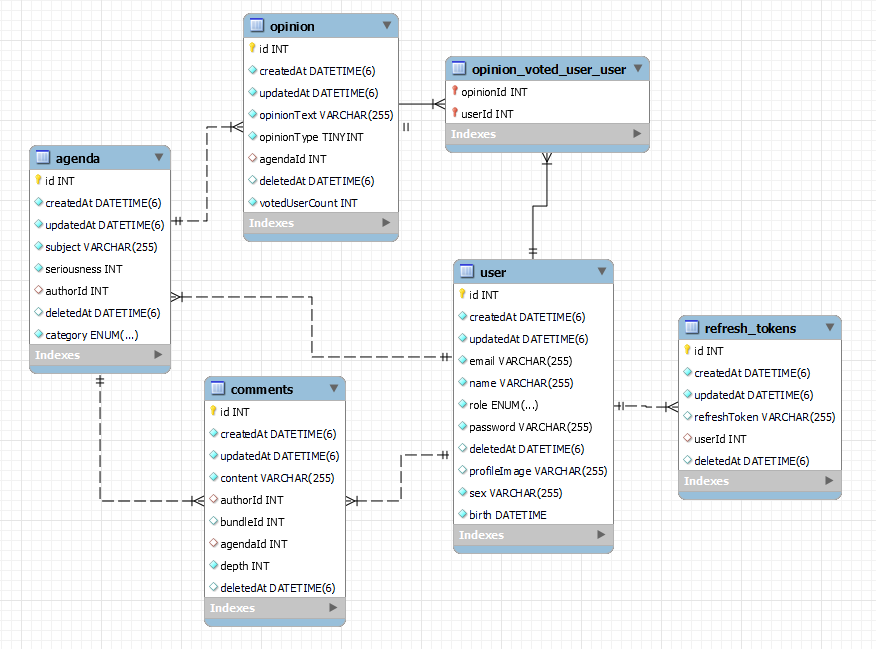 opinion
id INT
createdAt DATETIME(6)
updatedAt DATETIME(6)
opinionText VARCHAR(255)
opinionType TINYINT
agendaId INT
deletedAt DATETIME(6)
votedUserCount INT
Indexes
opinion_voted_user_user
opinionId INT
userId INT
Indexes
agenda
id INT
createdAt DATETIME(6)
updatedAt DATETIME(6)
subject VARCHAR(255)
seriousness INT
authorId INT
deletedAt DATETIME(6)
category ENUM(...)
Indexes
user
id INT
createdAt DATETIME(6)
updatedAt DATETIME(6)
email VARCHAR(255)
name VARCHAR(255)
role ENUM(...)
password VARCHAR(255)
deletedAt DATETIME(6)
profileImage VARCHAR(255)
sex VARCHAR(255)
birth DATETIME
Indexes
refresh_tokens
id INT
createdAt DATETIME(6)
updatedAt DATETIME(6)
refreshToken VARCHAR(255)
userId INT
deletedAt DATETIME(6)
Indexes
comments
id INT
createdAt DATETIME(6)
updatedAt DATETIME(6)
content VARCHAR(255)
authorId INT
bundleId INT
agendaId INT
depth INT
deletedAt DATETIME(6)
Indexes